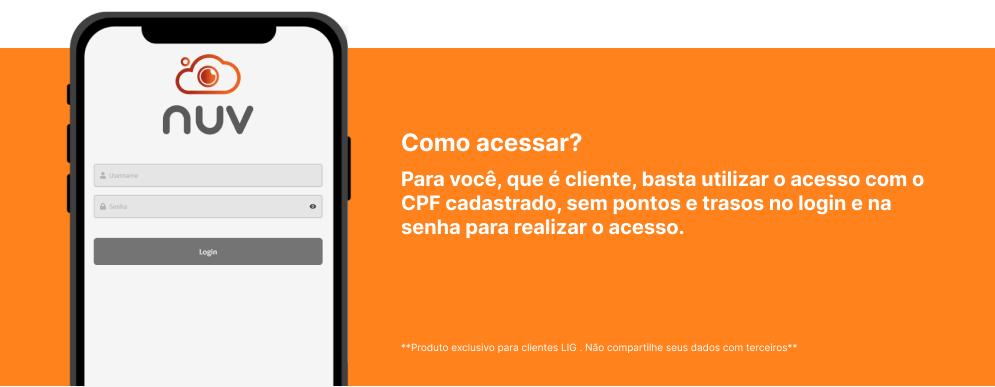 nuv
Username
Senha
Login
Como acessar?
Para você, que é cliente, basta utilizar o acesso com o
CPF cadastrado, sem pontos e trasos no login e na
senha para realizar o acesso.
**Produto exclusivo para clientes LIG . Não compartilhe seus dados com terceiros**